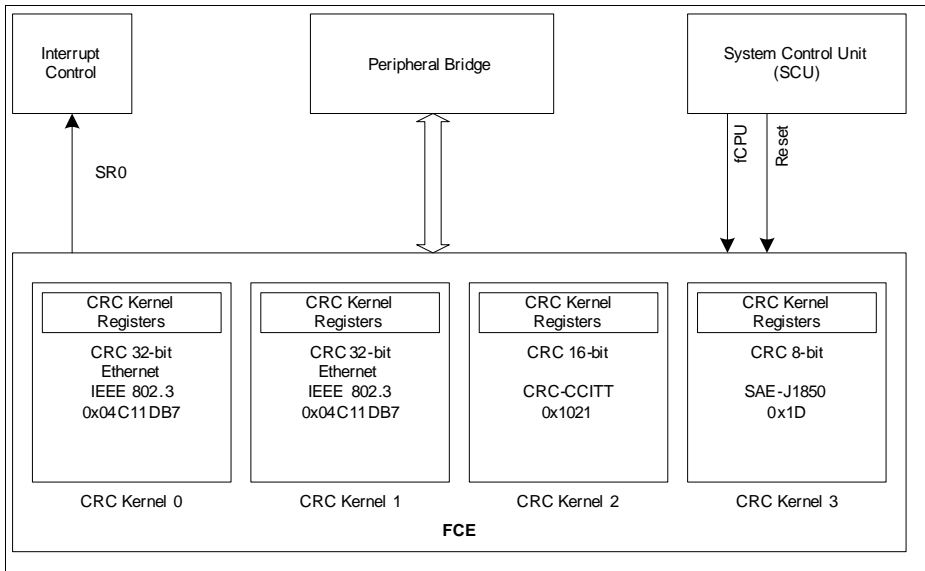 Interrupt
Control
Peripheral Bridge
System Control Unit
(SCU)
SR0
fCPU
Reset
CRC Kernel
Registers
CRC 32-bit
Ethernet
IEEE 802.3
0x04C11DB7
CRC Kernel 0
CRC Kernel
Registers
CRC 32-bit
Ethernet
IEEE 802.3
0x04C11DB7
CRC Kernel 1
CRC Kernel
Registers
CRC 16-bit
CRC-CCITT
0x1021
CRC Kernel 2
CRC Kernel
Registers
CRC 8-bit
SAE-J1850
0x1D
CRC Kernel 3
FCE